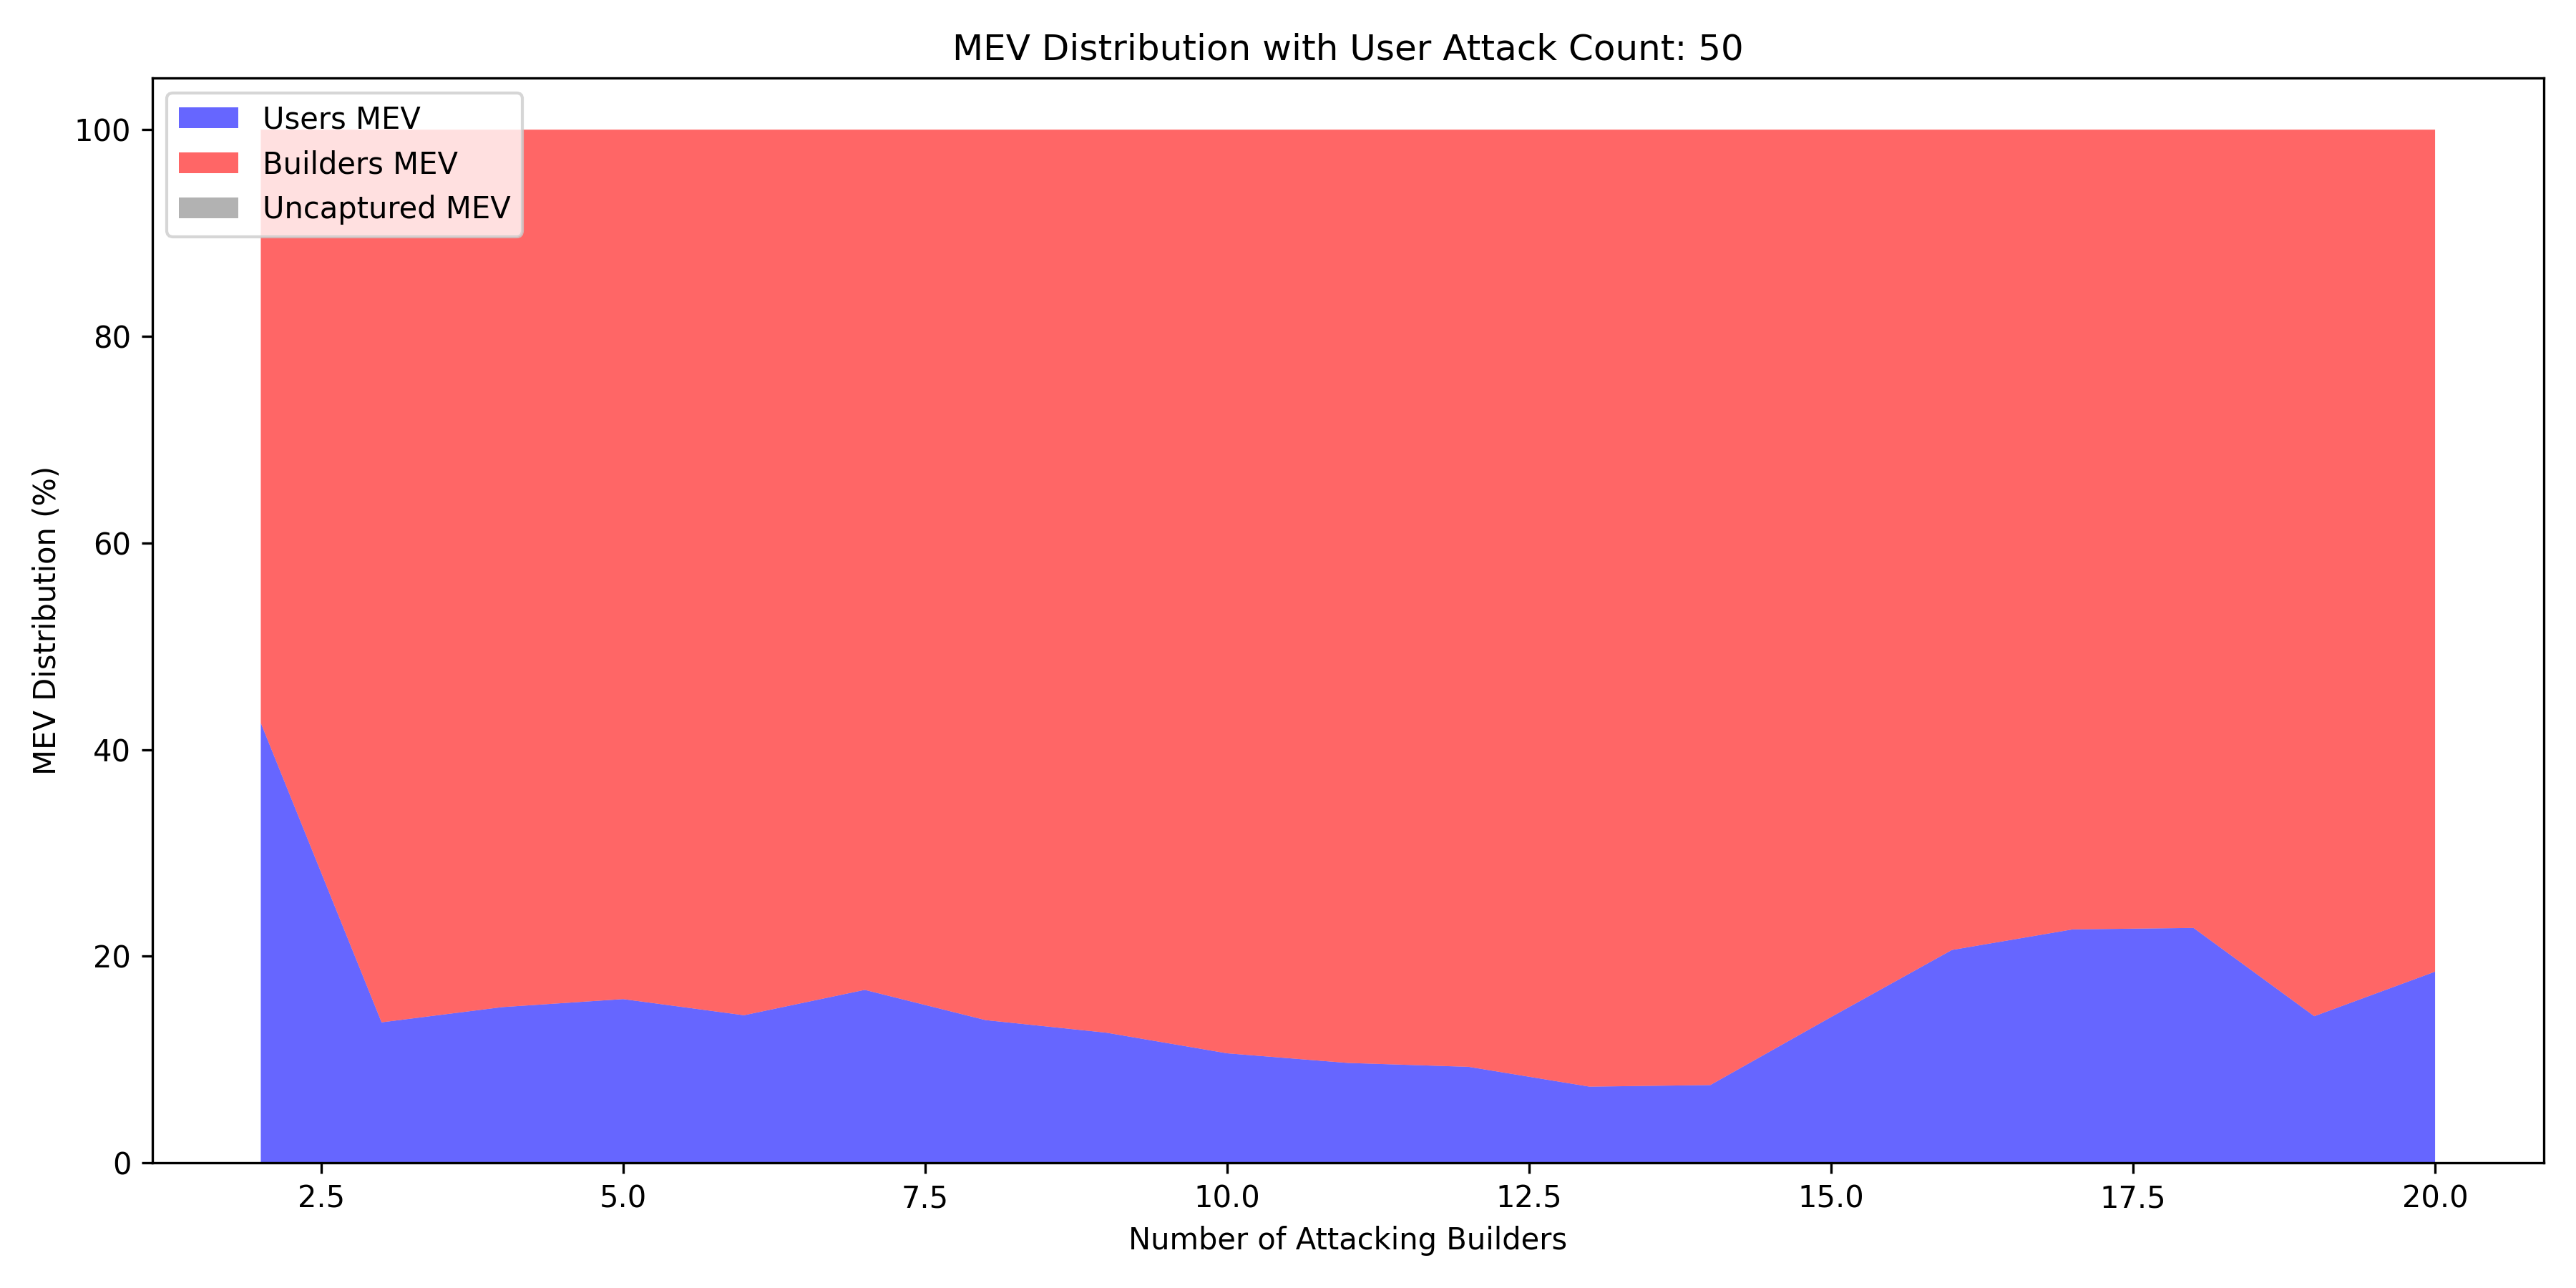 MEV Distribution with User Attack Count: 50
Users MEV
Builders MEV
Uncaptured MEV
100
80
60
40
20
0
MEV Distribution (%)
2.5 5.0 7.5 10.0 12.5 15.0 17.5 20.0
Number of Attacking Builders